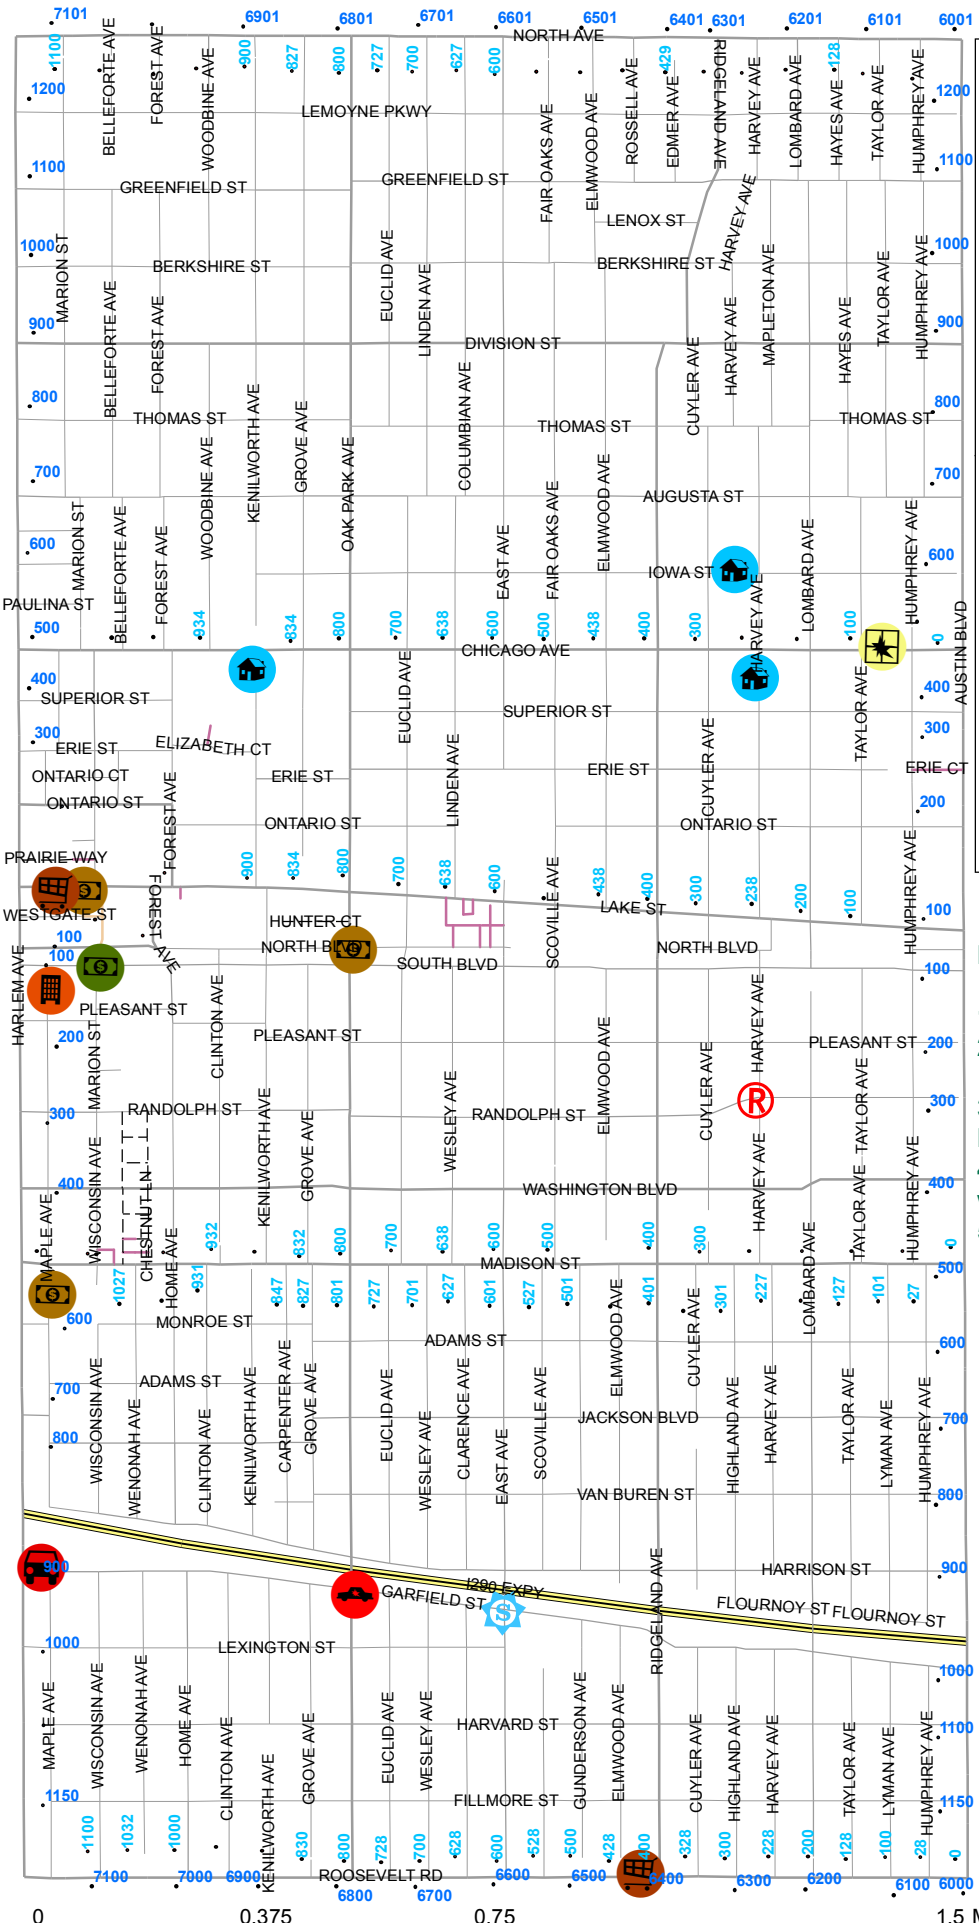 7101 6901 6801 6701 6601 6501 6401 6301 6201 6101 6001
NORTH AVE
1100 900 827 800 727 700 627 600 429 128
BELLEFORTE AVE FOREST AVE WOODBINE AVE FAIR OAKS AVE ELMWOOD AVE ROSSELL AVE EDMER AVE RIDGELAND AVE HARVEY AVE LOMBARD AVE HAYES AVE TAYLOR AVE HUMPHREY AVE
1200 1200
LEMOYNE PKWY
1100 1100
GREENFIELD ST GREENFIELD ST
LENOX ST
HARVEY AVE
1000 1000
MARION ST EUCLID AVE LINDEN AVE MAPLETON AVE TAYLOR AVE HUMPHREY AVE
BERKSHIRE ST BERKSHIRE ST
BELLEFORTE AVE FOREST AVE HARVEY AVE HAYES AVE
900 900
DIVISION ST
CUYLER AVE
COLUMBIAN AVE
800 800
THOMAS ST THOMAS ST THOMAS ST
KENILWORTH AVE GROVE AVE
WOODBINE AVE OAK PARK AVE ELMWOOD AVE
700 700
AUGUSTA ST
MARION ST BELLEFORTE AVE FOREST AVE EAST AVE FAIR OAKS AVE LOMBARD AVE HUMPHREY AVE
600 600
IOWA ST
HARVEY AVE
PAULINA ST
AUSTIN BLVD
500 934 834 800 700 638 600 500 438 400 300 100 0
CHICAGO AVE
400 400
SUPERIOR ST SUPERIOR ST
EUCLID AVE TAYLOR AVE
300 300
ERIE ST ELIZABETH CT
CUYLER AVE
ONTARIO CT ERIE ST ERIE ST ERIE CT
LINDEN AVE
ONTARIO ST 200
FOREST AVE
ONTARIO ST ONTARIO ST
PRAIRIE WAY
900 834 800 700 638 600 438 400 300 238 200 100
SCOVILLE AVE HUMPHREY AVE
WESTGATE ST HUNTER CT LAKE ST 100
FOREST AVE
100 NORTH BLVD NORTH BLVD
100 SOUTH BLVD 100
HARLEM AVE
PLEASANT ST
CLINTON AVE HARVEY AVE
200 PLEASANT ST PLEASANT ST 200
MARION ST ELMWOOD AVE CUYLER AVE TAYLOR AVE
WESLEY AVE
® 
300 RANDOLPH ST RANDOLPH ST 300
KENILWORTH AVE GROVE AVE
WISCONSIN AVE HARVEY AVE TAYLOR AVE HUMPHREY AVE
400 WASHINGTON BLVD 400
MAPLE AVE CHESTNUT LN HOME AVE LOMBARD AVE
932 832 800 700 638 600 500 400 300 0
MADISON ST
500
1027 931 847 827 801 727 701 627 601 527 501 401 301 227 127 101 27
600 MONROE ST 600
ADAMS ST
ELMWOOD AVE CUYLER AVE
700 ADAMS ST
JACKSON BLVD 700
WISCONSIN AVE WENONAH AVE CLINTON AVE KENILWORTH AVE CARPENTER AVE GROVE AVE EUCLID AVE WESLEY AVE CLARENCE AVE EAST AVE SCOVILLE AVE HIGHLAND AVE HARVEY AVE TAYLOR AVE LYMAN AVE HUMPHREY AVE
800 VAN BUREN ST 800
900 HARRISON ST 900
I290 EXPY
GARFIELD ST FLOURNOY ST FLOURNOY ST
S
RIDGELAND AVE
1000 LEXINGTON ST 1000
MAPLE AVE WISCONSIN AVE WENONAH AVE HOME AVE CLINTON AVE KENILWORTH AVE GROVE AVE EUCLID AVE WESLEY AVE GUNDERSON AVE ELMWOOD AVE CUYLER AVE HIGHLAND AVE HARVEY AVE TAYLOR AVE LYMAN AVE HUMPHREY AVE
HARVARD ST 1100
1150 FILLMORE ST 1150
1100 1032 1000 830 800 728 700 628 600 528 500 428 400 328 300 228 200 128 100 28 0
7100 7000 6900 ROOSEVELT RD 6600 6500 6400 6300 6200 6100 6000
6800 6700
0 0.375 0.75 1.5